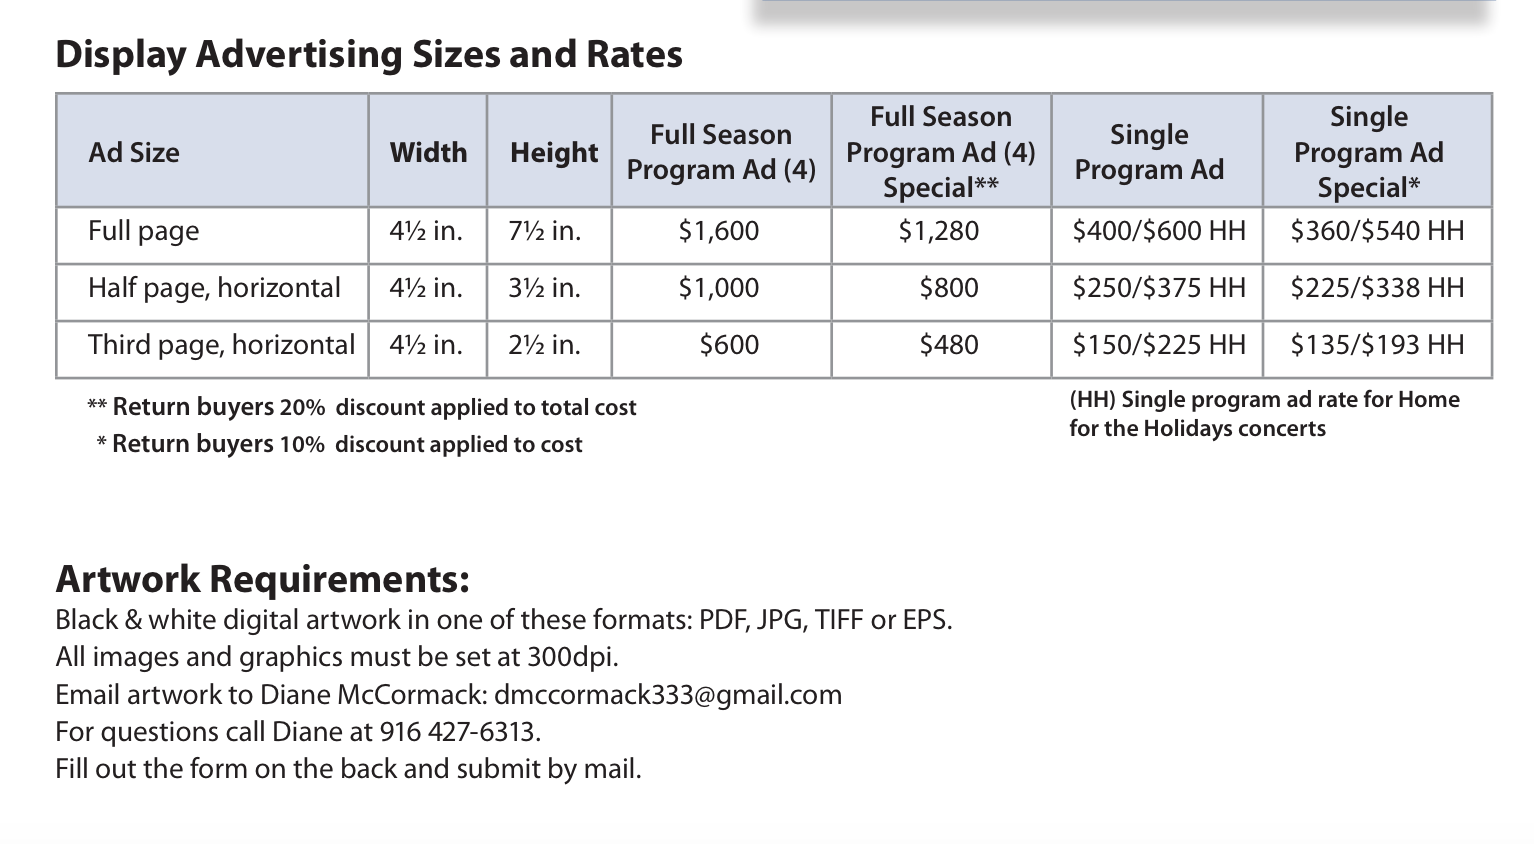 Display Advertising Sizes and Rates
Ad Size Width Height Full Season Program Ad (4) Full Season Program Ad (4) Special** Single Program Ad Single Program Ad Special*
Full page 4½ in. 7½ in. $1,600 $1,280 $400/$600 HH $360/$540 HH
Half page, horizontal 4½ in. 3½ in. $1,000 $800 $250/$375 HH $225/$338 HH
Third page, horizontal 4½ in. 2½ in. $600 $480 $150/$225 HH $135/$193 HH
** Return buyers 20% discount applied to total cost
* Return buyers 10% discount applied to cost
(HH) Single program ad rate for Home
for the Holidays concerts
Artwork Requirements:
Black & white digital artwork in one of these formats: PDF, JPG, TIFF or EPS.
All images and graphics must be set at 300dpi.
Email artwork to Diane McCormack: dmccormack333@gmail.com
For questions call Diane at 916 427-6313.
Fill out the form on the back and submit by mail.